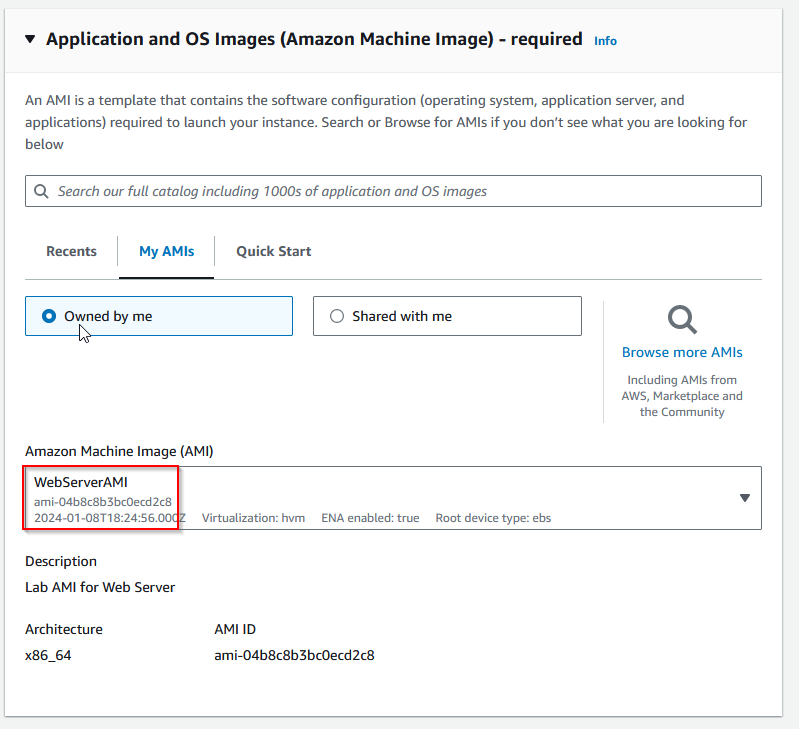 Application and OS Images (Amazon Machine Image) - required Info
An AMI is a template that contains the software configuration (operating system, application server, and
applications) required to launch your instance. Search or Browse for AMIs if you don't see what you are looking for
below
Search our full catalog including 1000s of application and OS images
Recents My AMIs Quick Start
Owned by me Shared with me
Browse more AMIs
Including AMIs from
AWS, Marketplace and
the Community
Amazon Machine Image (AMI)
WebServerAMI
ami-04b8c8b3bc0ecd2c8
2024-01-08T18:24:56.000Z Virtualization: hvm ENA enabled: true Root device type: ebs
Description
Lab AMI for Web Server
Architecture AMI ID
x86_64 ami-04b8c8b3bc0ecd2c8